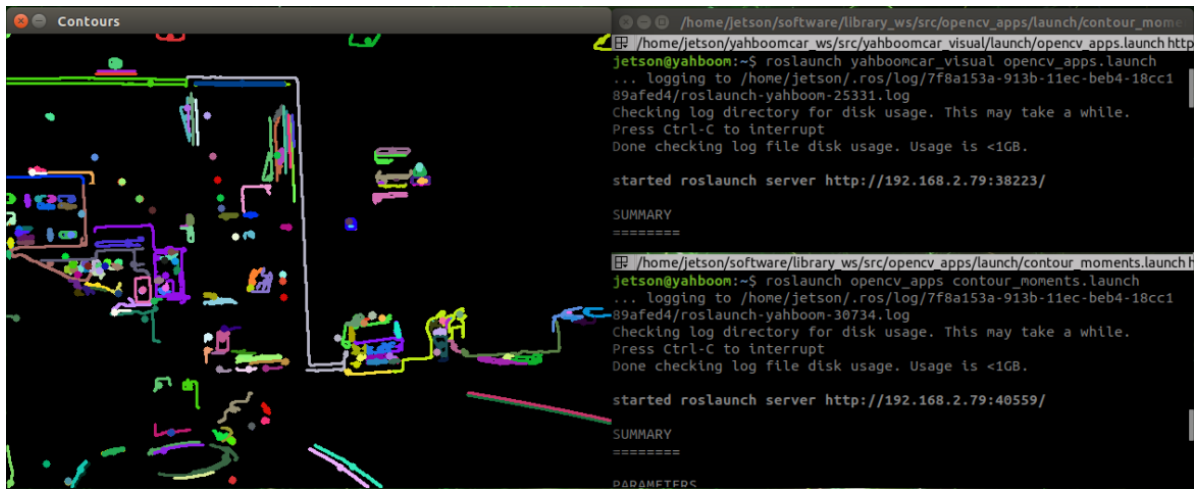 Contours
/home/jetson/software/library_ws/src/opencv_apps/launch/contour_mome
/home/jetson/yahboomcar_ws/src/yahboomcar_visual/launch/opencv_apps.launch http
jetson@yahboom:~$ roslaunch yahboomcar_visual opencv_apps.launch
... logging to /home/jetson/.ros/log/7f8a153a-913b-11ec-beb4-18cc1
89afed4/roslaunch-yahboom-25331.log
Checking log directory for disk usage. This may take a while.
Press Ctrl-C to interrupt
Done checking log file disk usage. Usage is <1GB.
started roslaunch server http://192.168.2.79:38223/
SUMMARY
========
/home/jetson/software/library_ws/src/opencv_apps/launch/contour_moments.launch h
jetson@yahboom:~$ roslaunch opencv_apps contour_moments.launch
... logging to /home/jetson/.ros/log/7f8a153a-913b-11ec-beb4-18cc1
89afed4/roslaunch-yahboom-30734.log
Checking log directory for disk usage. This may take a while.
Press Ctrl-C to interrupt
Done checking log file disk usage. Usage is <1GB.
started roslaunch server http://192.168.2.79:40559/
SUMMARY
========
PARAMETERS